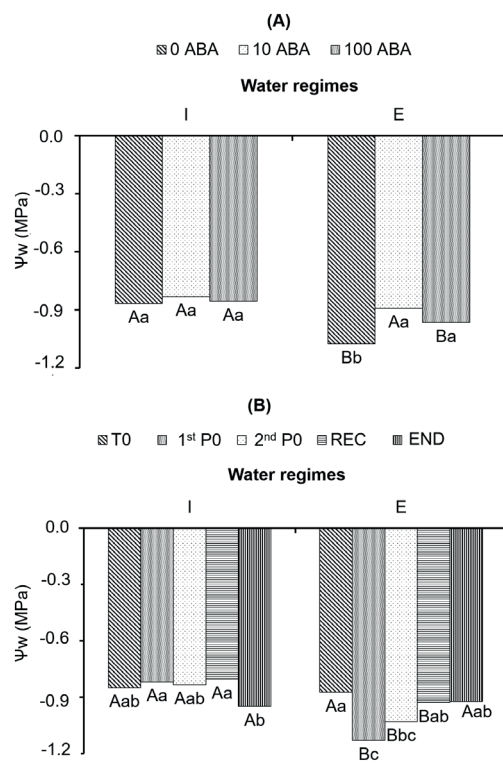 (A)
0 ABA 10 ABA 100 ABA
Water regimes
I E
0.0
-0.3
-0.6
-0.9
-1.2
Ψw (MPa)
Aa Aa Aa Bb Aa Ba
(B)
T0 1st P0 2nd P0 REC END
Water regimes
I E
0.0
-0.3
-0.6
-0.9
-1.2
Ψw (MPa)
Aab Aa Aab Aa Ab Aa Bc Bbc Bab Aab